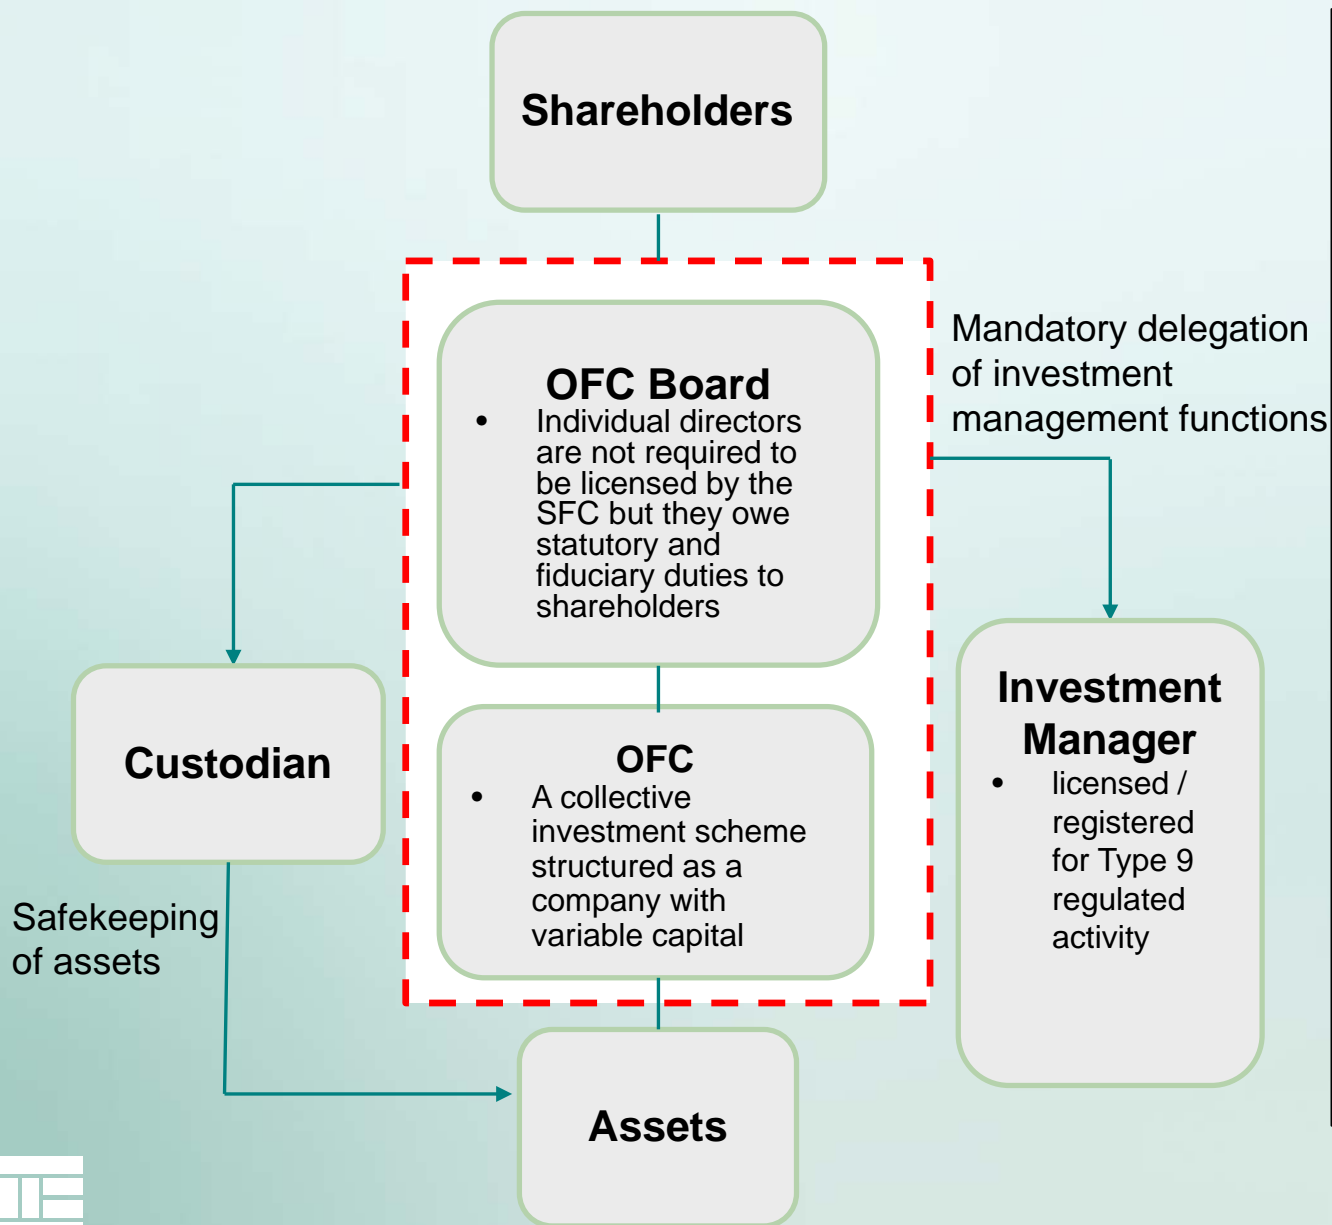 Shareholders
OFC Board
• Individual directors
are not required to
be licensed by the
SFC but they owe
statutory and
fiduciary duties to
shareholders
Mandatory delegation
of investment
management functions
Custodian
OFC
• A collective
investment scheme
structured as a
company with
variable capital
Investment
Manager
• licensed /
registered
for Type 9
regulated
activity
Safekeeping
of assets
Assets